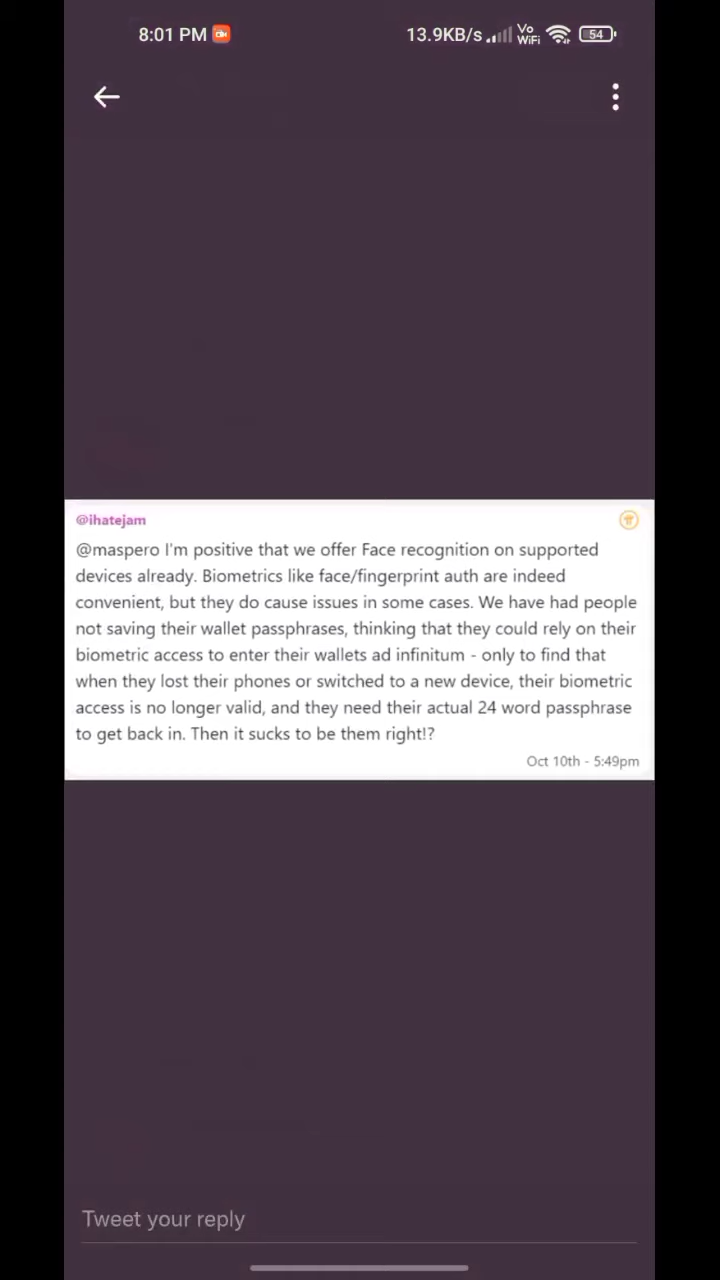 8:01 PM 13.9KB/s Vo WiFi 54
@ihatejam
@maspero I'm positive that we offer Face recognition on supported
devices already. Biometrics like face/fingerprint auth are indeed
convenient, but they do cause issues in some cases. We have had people
not saving their wallet passphrases, thinking that they could rely on their
biometric access to enter their wallets ad infinitum - only to find that
when they lost their phones or switched to a new device, their biometric
access is no longer valid, and they need their actual 24 word passphrase
to get back in. Then it sucks to be them right!?
Oct 10th - 5:49pm
Tweet your reply